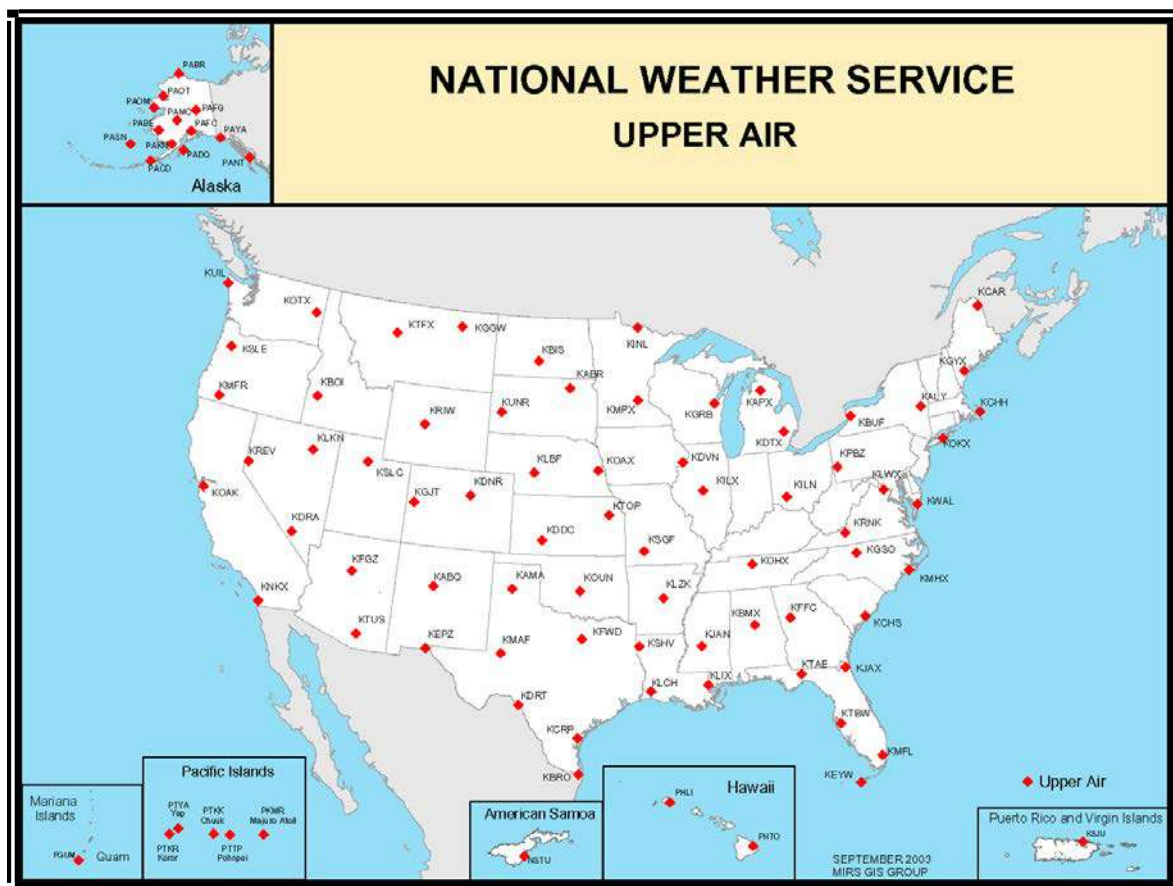 NATIONAL WEATHER SERVICE
UPPER AIR
PABR
PAOT
PAOM
PAFG
PAMC
PABE
PAFC
PAYA
PASN
PAKN
PADQ
PANT
PACD
Alaska
KUIL
KOTX
KTFX
KGGW
KINL
KCAR
KSLE
KBIS
KGYX
KABR
KMFR
KBOI
KRIW
KUNR
KMPX
KGRB
KAPX
KALY
KCHH
KBUF
KDTX
KOKX
KREV
KLKN
KSLC
KLBF
KOAX
KDVN
KPBZ
KLWX
KOAK
KGJT
KDNR
KILX
KILN
KWAL
KTOP
KDRA
KDDC
KSGF
KRNK
KGSO
KFGZ
KOHX
KMHX
KNKX
KABQ
KAMA
KOUN
KLZK
KTUS
KBMX
KFFC
KCHS
KEPZ
KMAF
KFWD
KSHV
KJAN
KTAE
KJAX
KLCH
KLIX
KDRT
KTBW
KCRP
KMFL
KBRO
KEYW
Upper Air
Mariana
Islands
PGUM
Guam
Pacific Islands
PTYA
Yap
PTKK
Chuuk
PKMR
Majuro Atoll
PTKR
Koror
PTTP
Pohnpei
American Samoa
NSTU
Hawaii
PHLI
PHTO
SEPTEMBER 2003
MIRS GIS GROUP
Puerto Rico and Virgin Islands